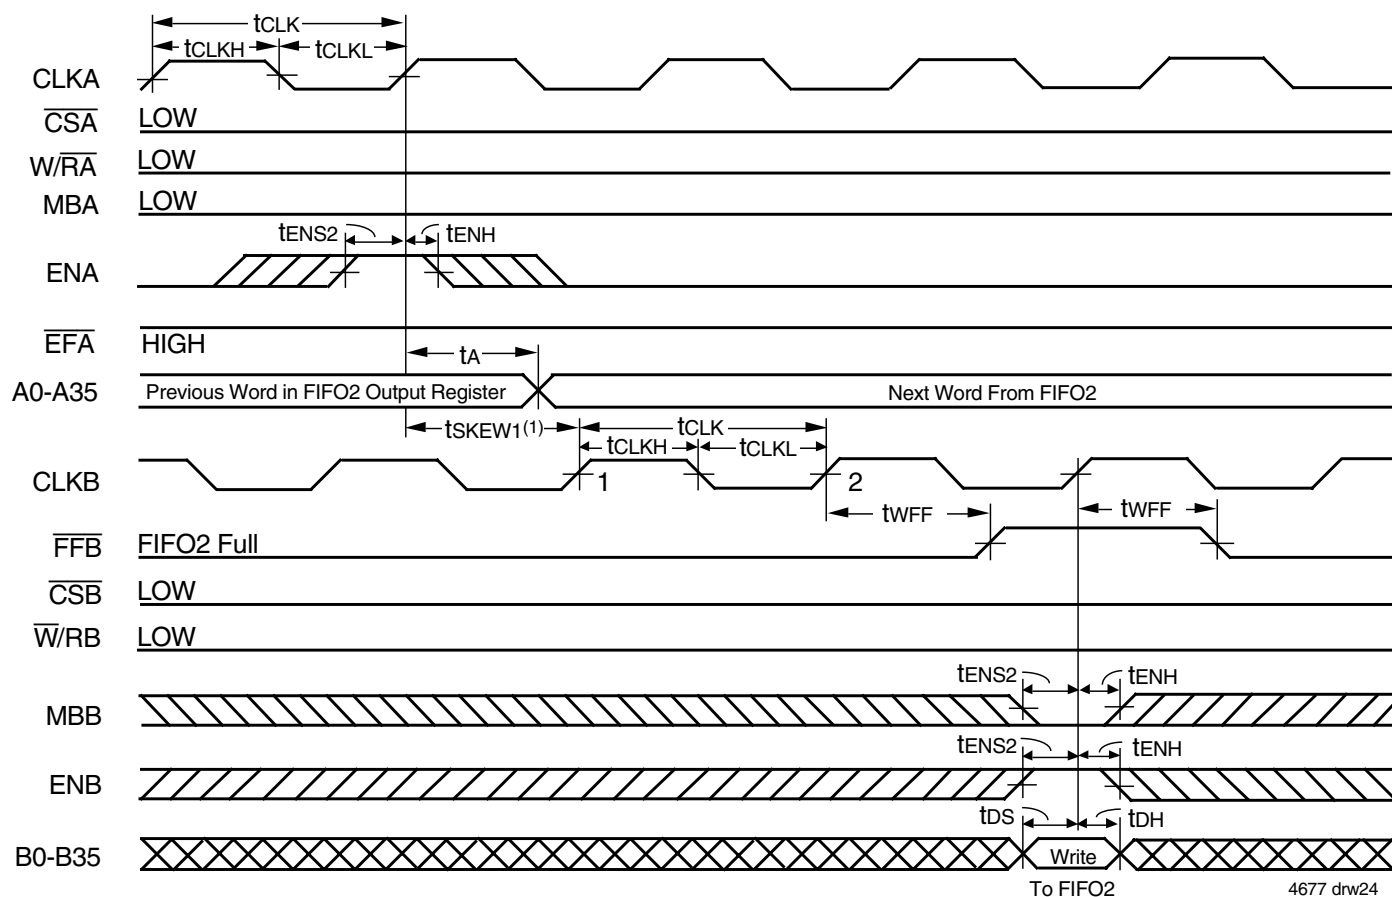 tCLK
tCLKH tCLKL
CLKA
CSA LOW
W/RA LOW
MBA LOW
tENS2 tENH
ENA
EFA HIGH
tA
A0-A35 Previous Word in FIFO2 Output Register Next Word From FIFO2
tSKEW1(1) tCLK
tCLKH tCLKL
CLKB 1 2
tWFF tWFF
FFB FIFO2 Full
CSB LOW
W/RB LOW
tENS2 tENH
MBB
tENS2 tENH
ENB
tDS tDH
B0-B35 Write
To FIFO2 4677 drw24